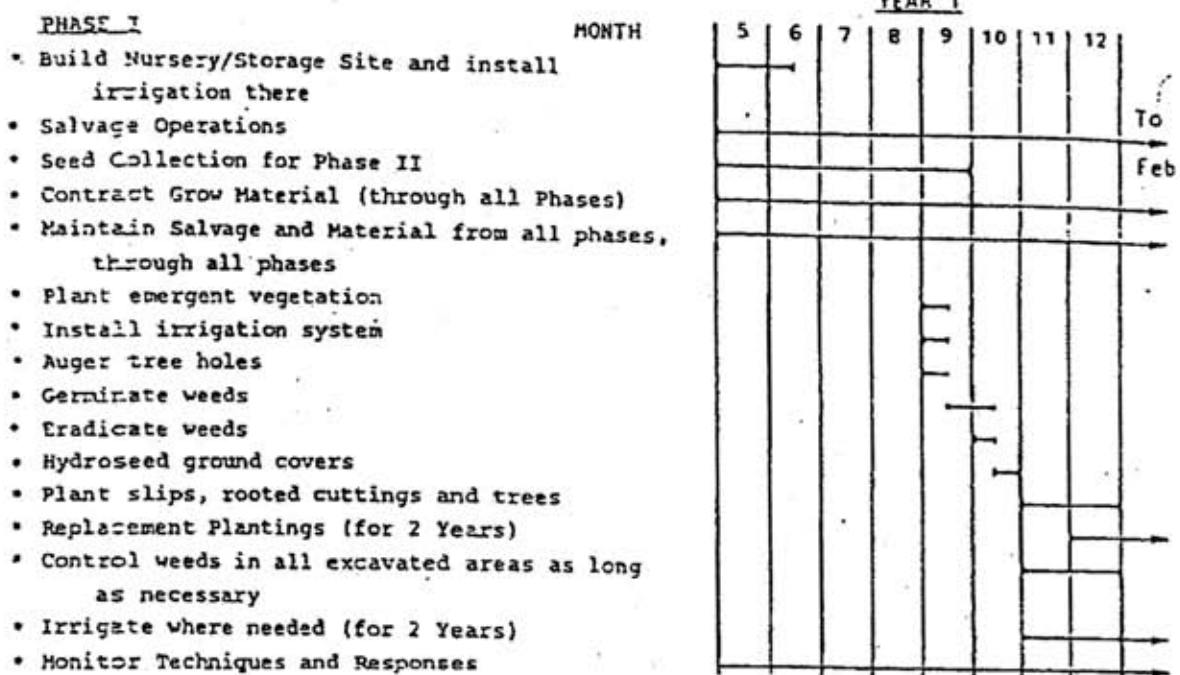 YEAR 1
PHASE I MONTH 5 6 7 8 9 10 11 12
• Build Nursery/Storage Site and install
irrigation there
• Salvage Operations To
• Seed Collection for Phase II Feb
• Contract Grow Material (through all Phases)
• Maintain Salvage and Material from all phases,
through all phases
• Plant emergent vegetation
• Install irrigation system
• Auger tree holes
• Germinate weeds
• Eradicate weeds
• Hydroseed ground covers
• Plant slips, rooted cuttings and trees
• Replacement Plantings (for 2 Years)
• Control weeds in all excavated areas as long
as necessary
• Irrigate where needed (for 2 Years)
• Monitor Techniques and Responses